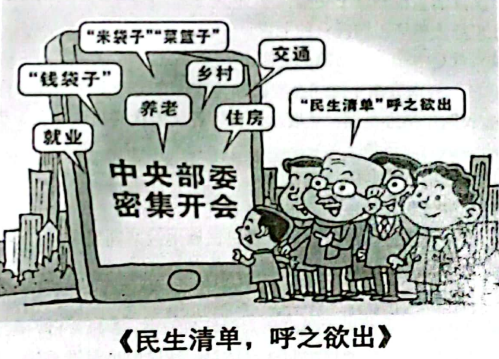 “米袋子”“菜篮子”
交通
“钱袋子”
乡村
“民生清单”呼之欲出
养老
住房
就业
中央部委
密集开会
《民生清单，呼之欲出》